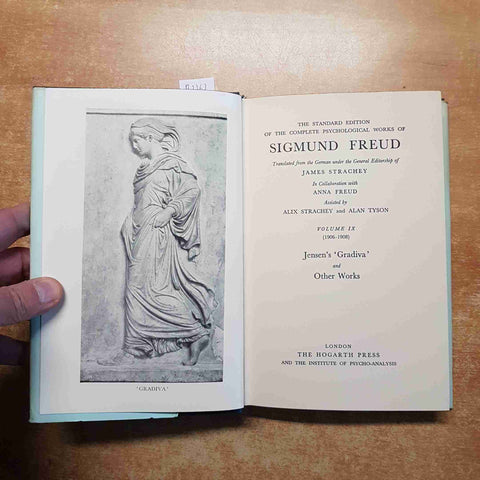 'GRADIVA'
THE STANDARD EDITION
OF THE COMPLETE PSYCHOLOGICAL WORKS OF
SIGMUND FREUD
Translated from the German under the General Editorship of
JAMES STRACHEY
In Collaboration with
ANNA FREUD
Assisted by
ALIX STRACHEY and ALAN TYSON
VOLUME IX
(1906-1908)
Jensen's 'Gradiva'
and
Other Works
LONDON
THE HOGARTH PRESS
AND THE INSTITUTE OF PSYCHO-ANALYSIS